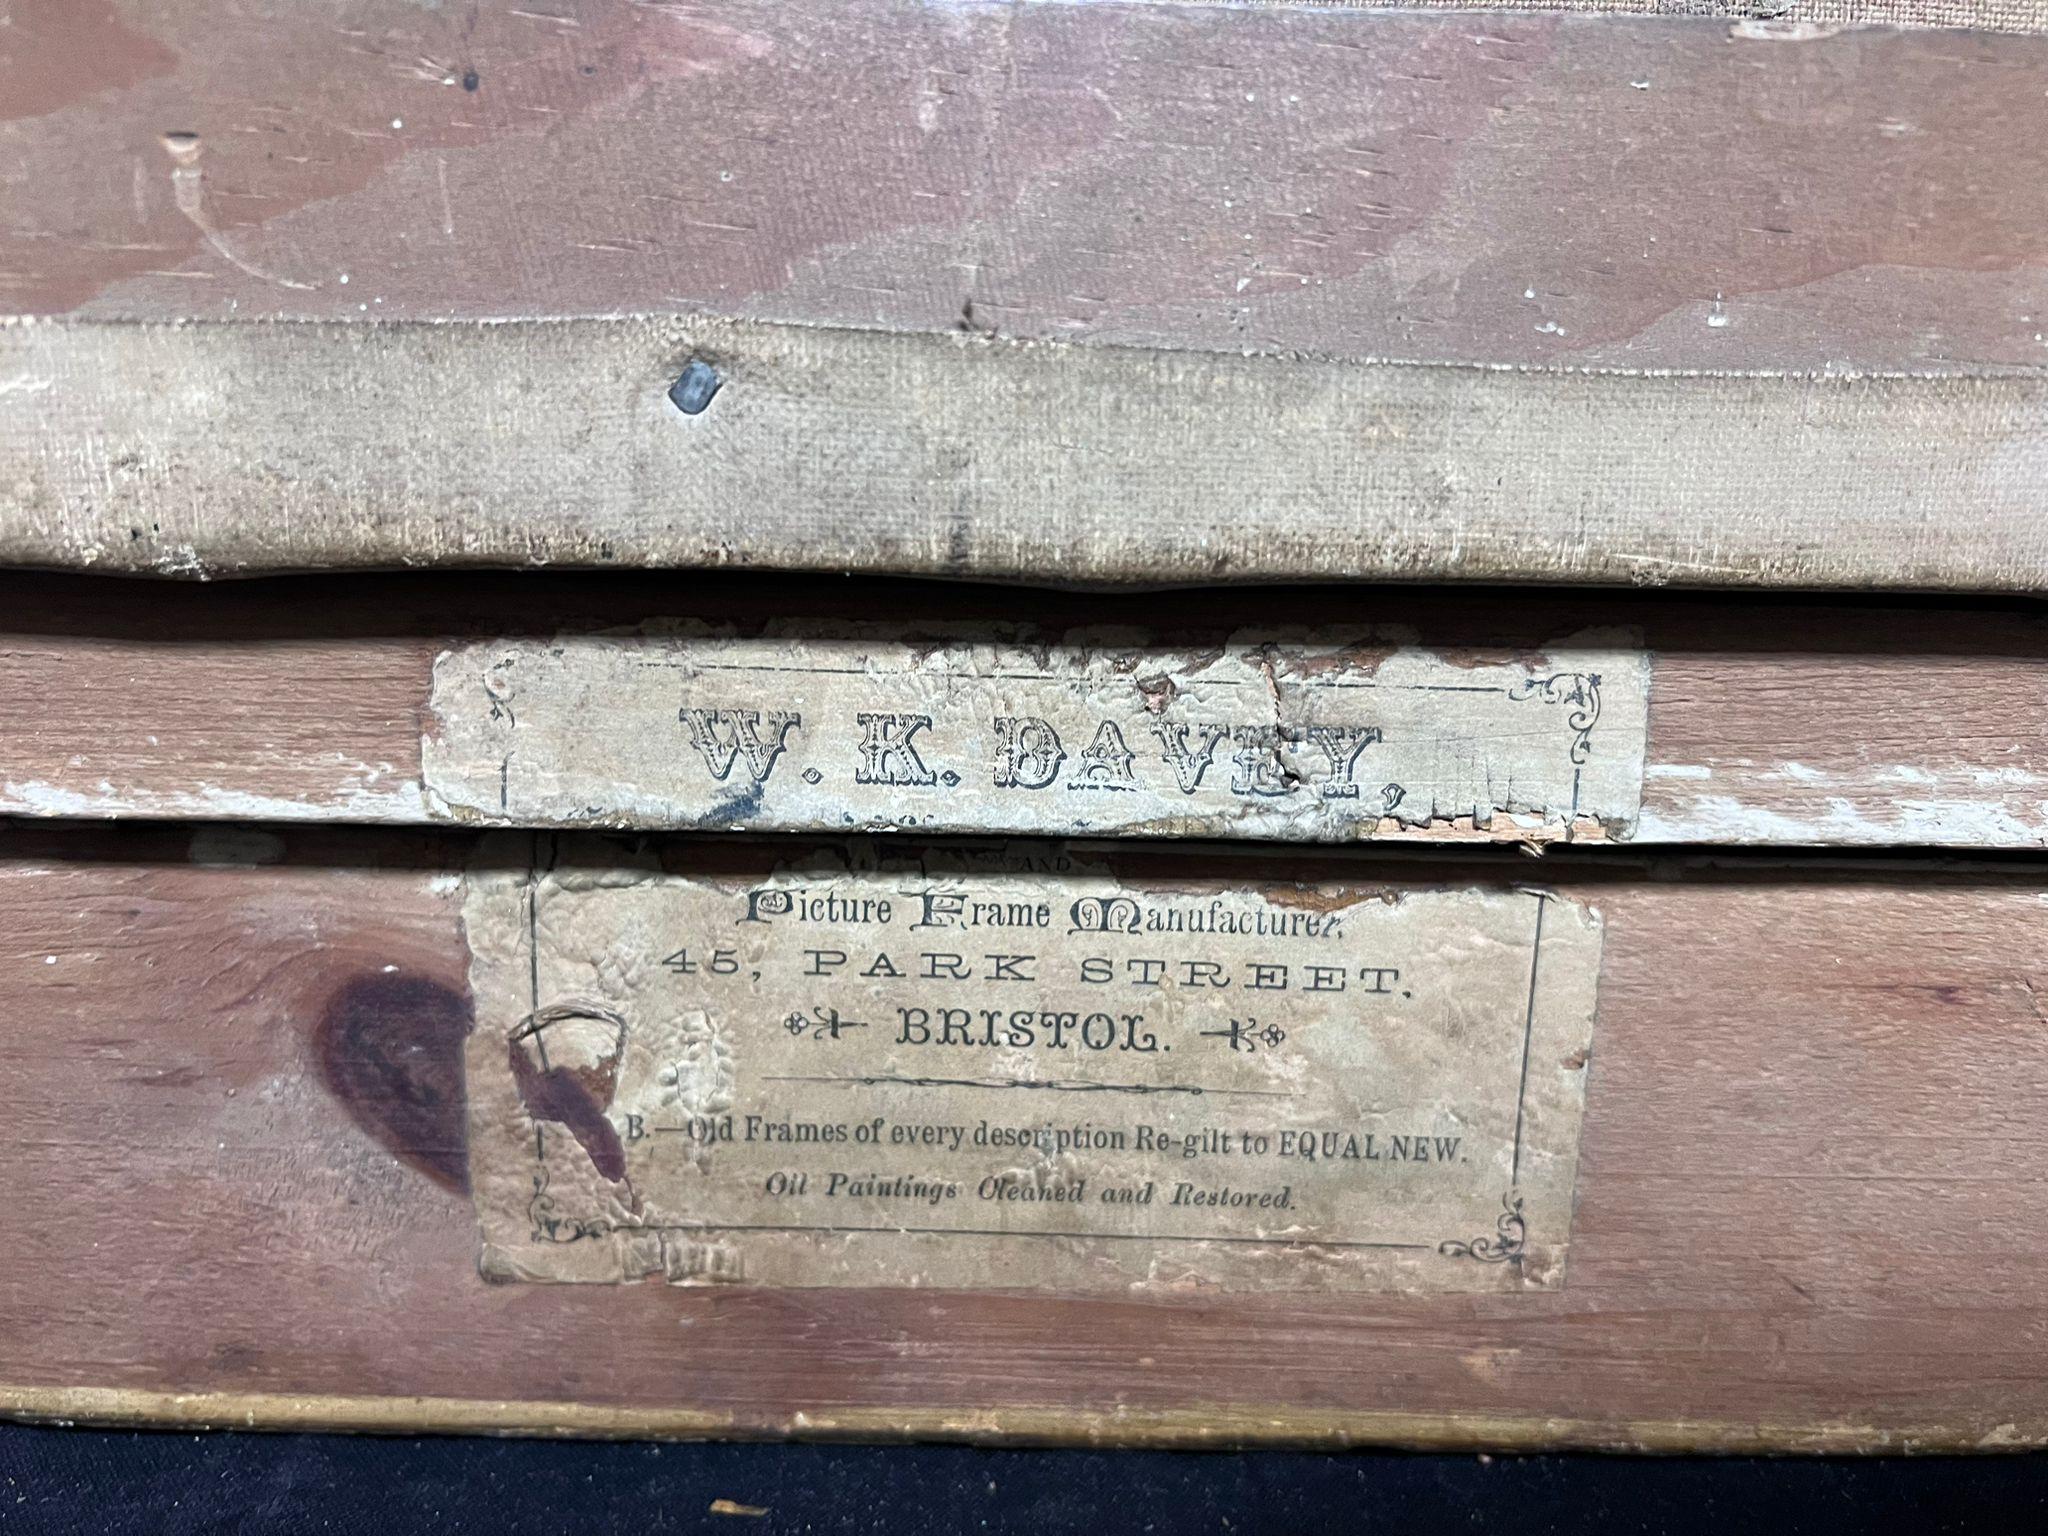 W. K. DAVEY,
AND
Picture Frame Manufacturer,
45, PARK STREET,
BRISTOL.
B.—Old Frames of every description Re-gilt to EQUAL NEW.
Oil Paintings Cleaned and Restored.